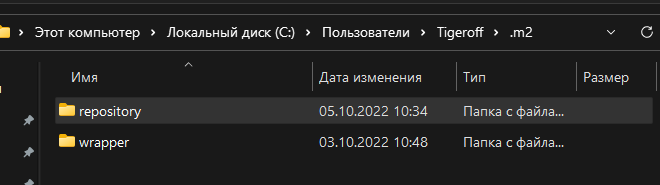 Этот компьютер > Локальный диск (C:) > Пользователи > Tigeroff > .m2
Имя Дата изменения Тип Размер
repository 05.10.2022 10:34 Папка с файла...
wrapper 03.10.2022 10:48 Папка с файла...